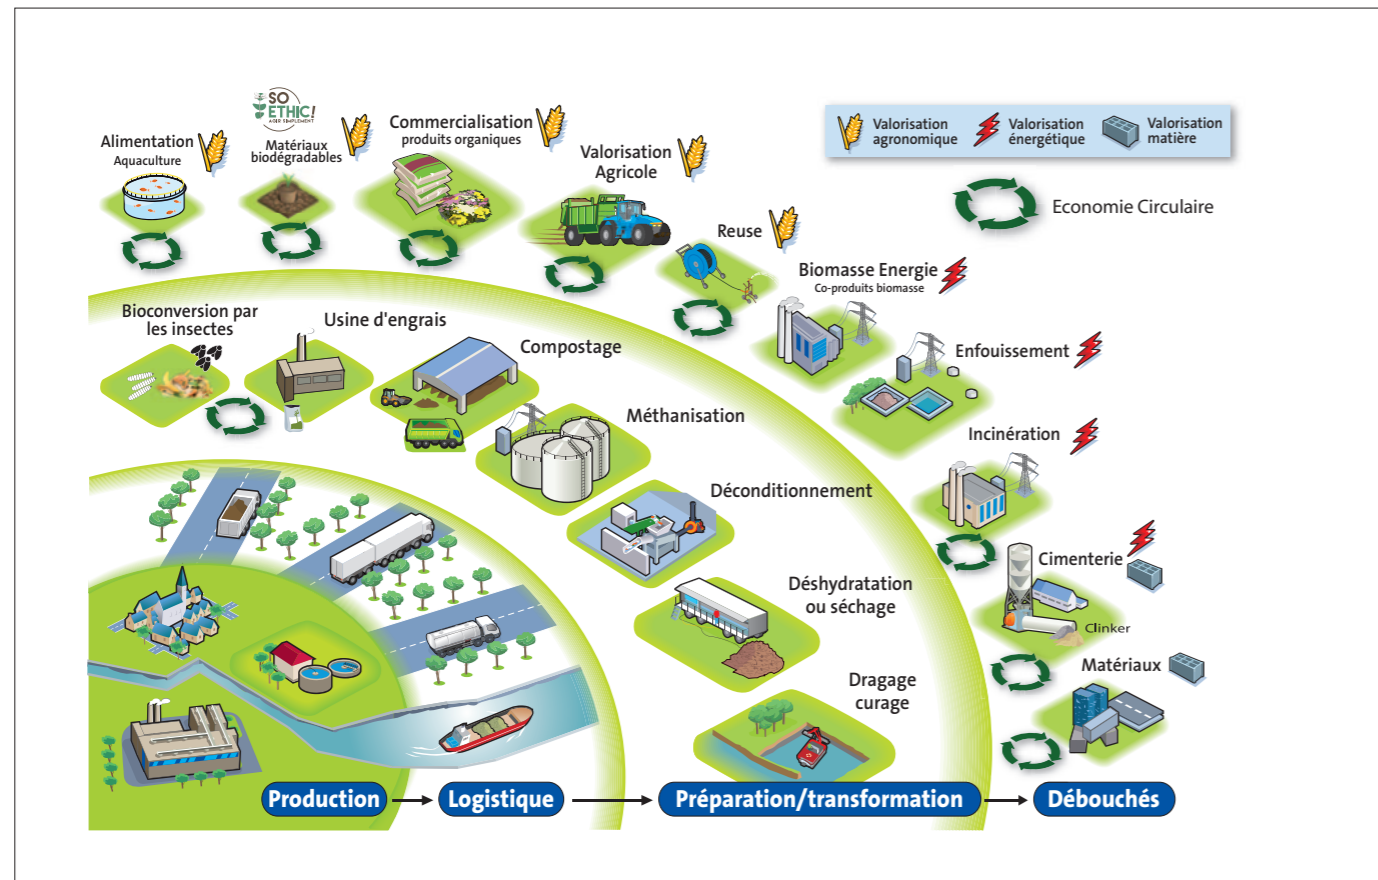 SO
ETHIC!
AGIR SIMPLEMENT
Alimentation
Aquaculture
Matériaux
biodégradables
Commercialisation
produits organiques
Valorisation
Agricole
Reuse
Biomasse Energie
Co-produits biomasse
Enfouissement
Incinération
Cimenterie
Clinker
Matériaux
Valorisation
agronomique
Valorisation
énergétique
Valorisation
matière
Economie Circulaire
Bioconversion par
les insectes
Usine d'engrais
Compostage
Méthanisation
Déconditionnement
Déshydratation
ou séchage
Dragage
curage
Production
Logistique
Préparation/transformation
Débouchés